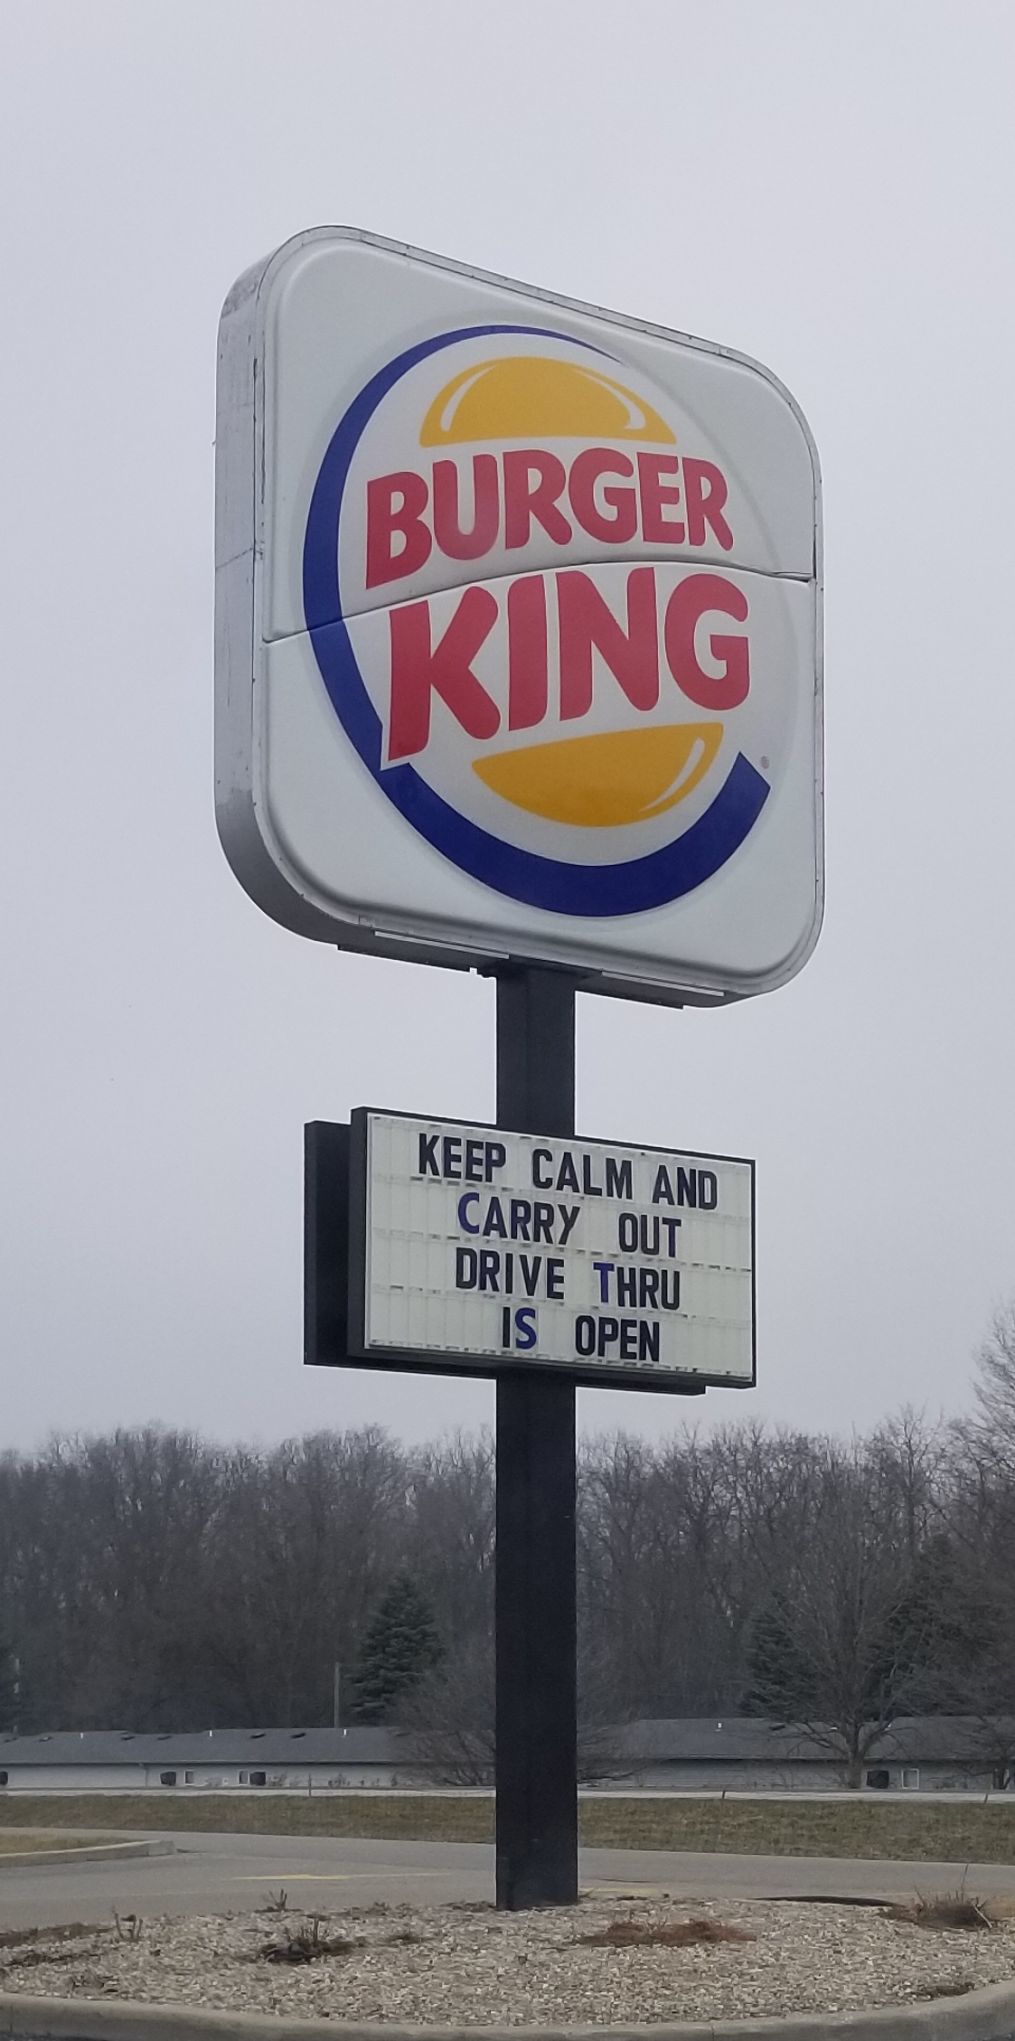 BURGER
KING
KEEP CALM AND
CARRY OUT
DRIVE THRU
IS OPEN